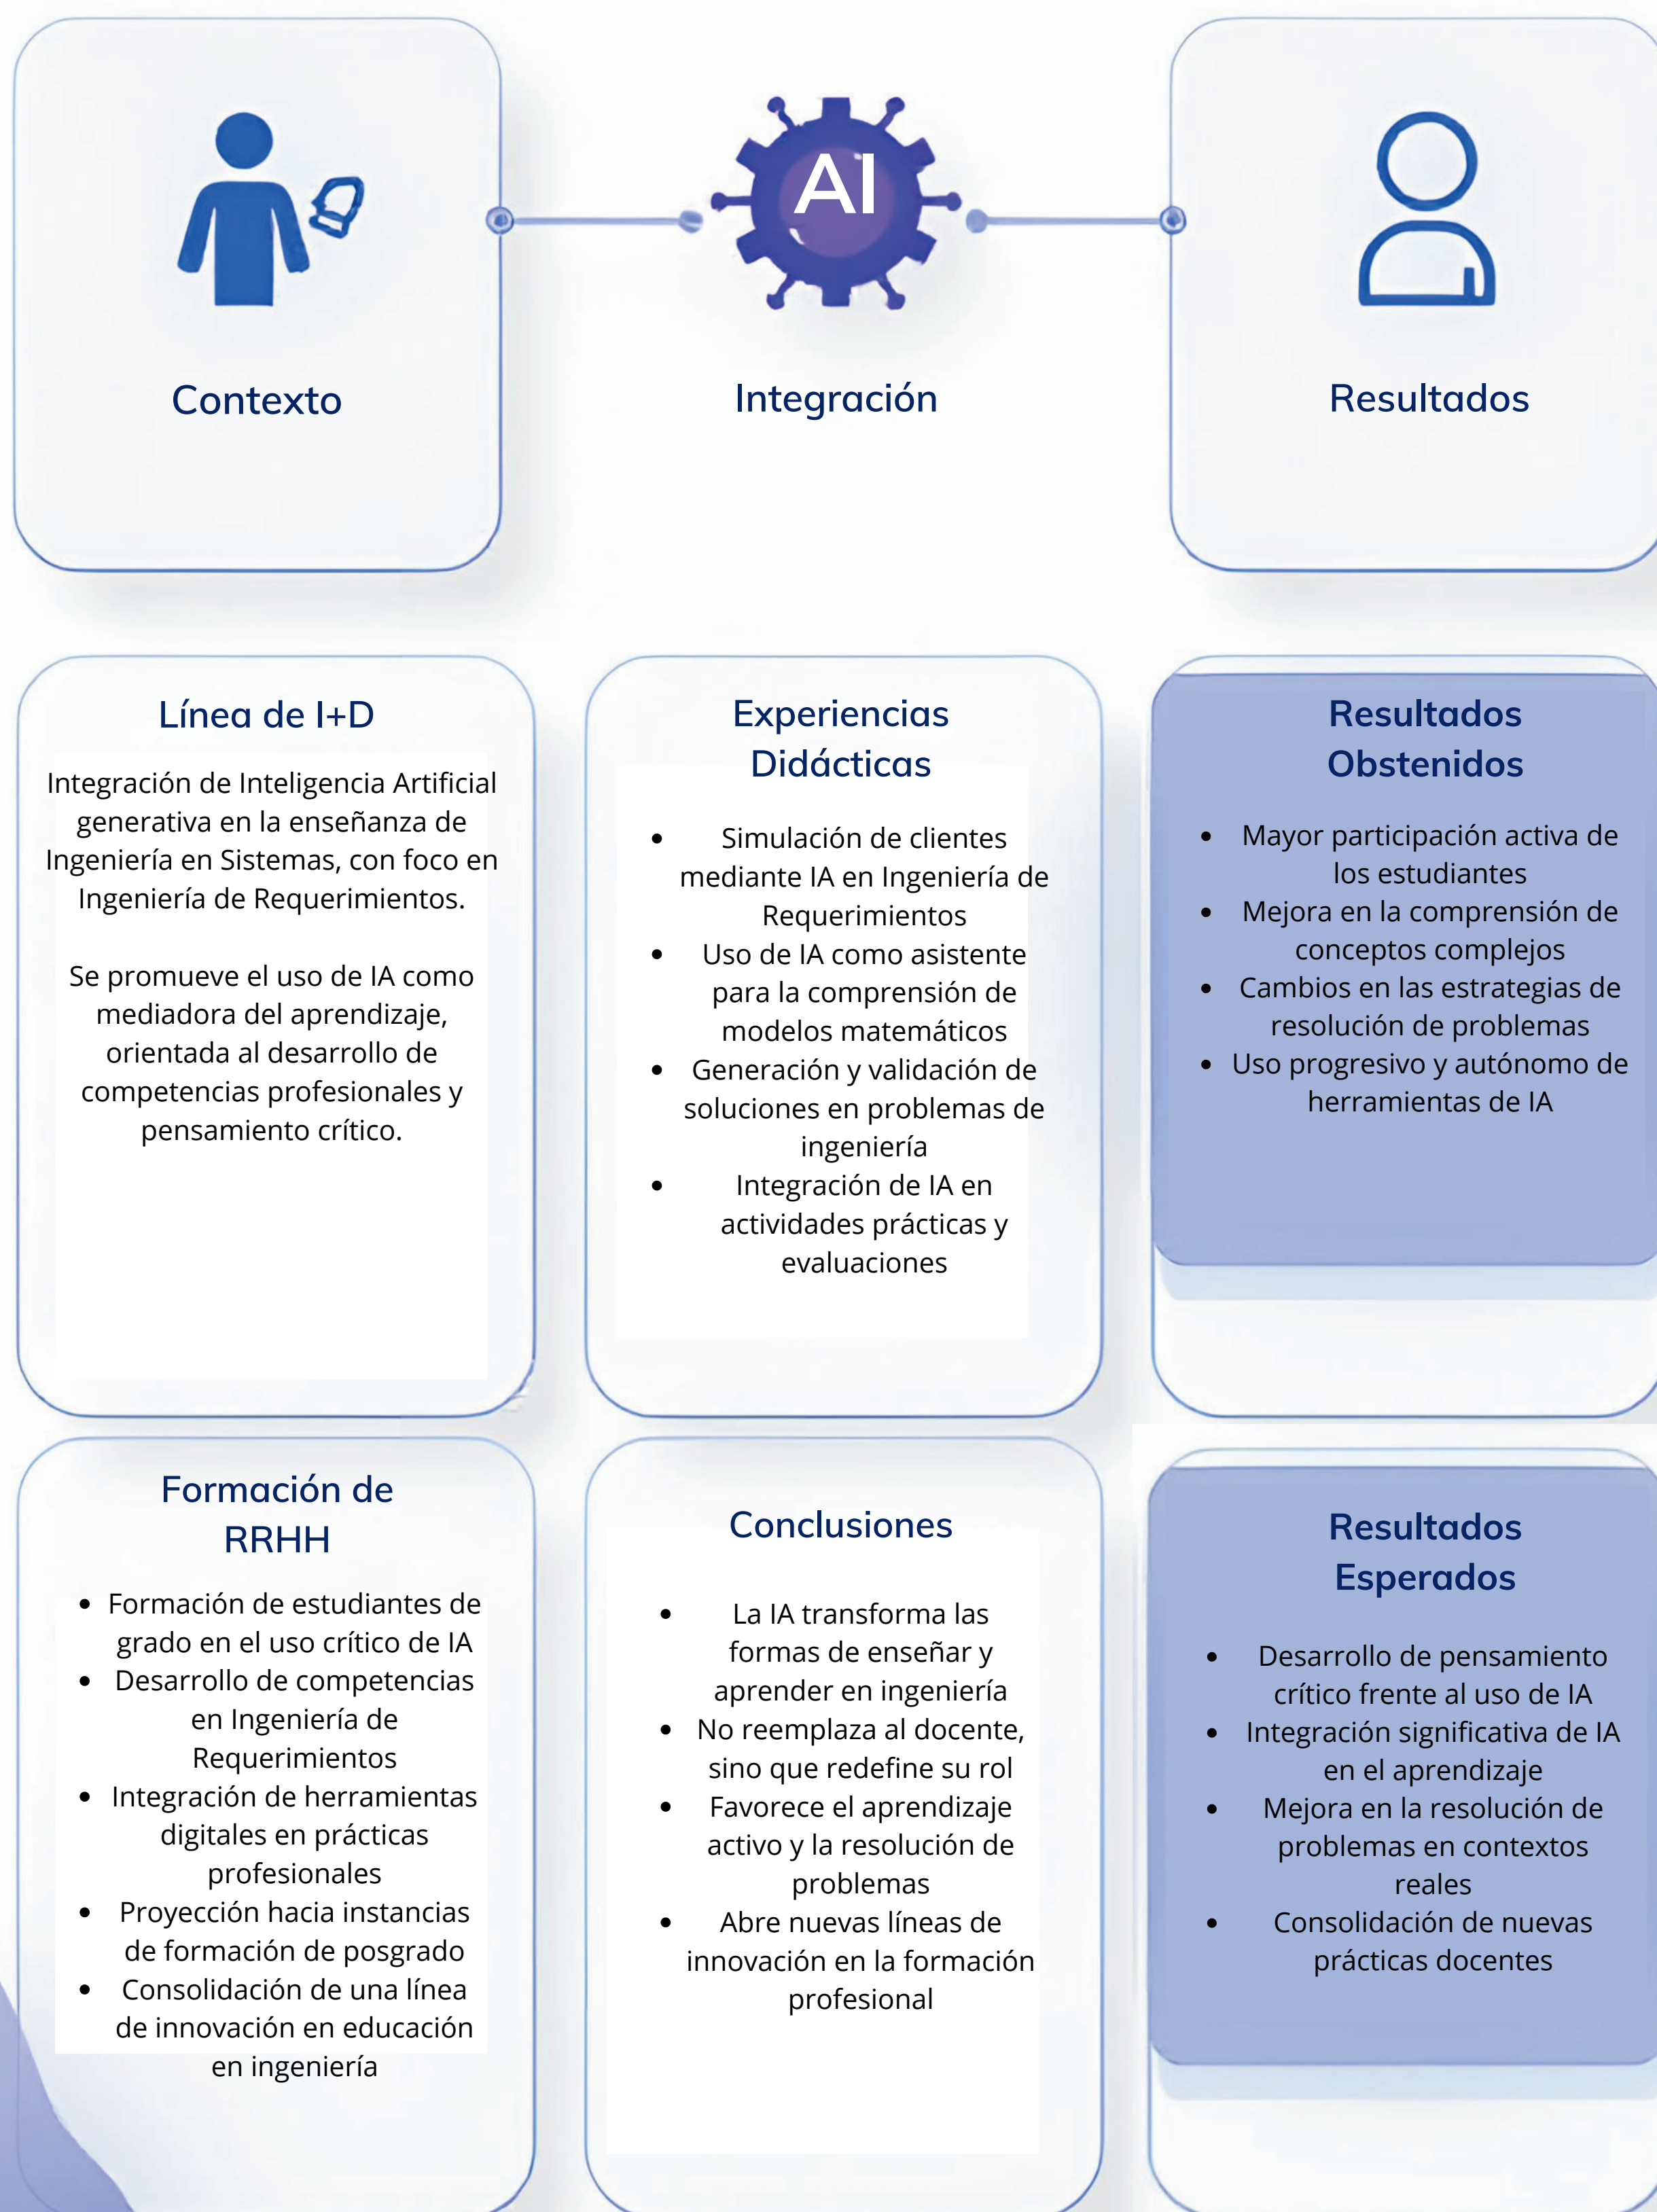 Contexto
AI
Integración
Resultados
Línea de I+D
Integración de Inteligencia Artificial
generativa en la enseñanza de
Ingeniería en Sistemas, con foco en
Ingeniería de Requerimientos.
Se promueve el uso de IA como
mediadora del aprendizaje,
orientada al desarrollo de
competencias profesionales y
pensamiento crítico.
Experiencias
Didácticas
• Simulación de clientes
mediante IA en Ingeniería de
Requerimientos
• Uso de IA como asistente
para la comprensión de
modelos matemáticos
• Generación y validación de
soluciones en problemas de
ingeniería
• Integración de IA en
actividades prácticas y
evaluaciones
Resultados
Obstenidos
• Mayor participación activa de
los estudiantes
• Mejora en la comprensión de
conceptos complejos
• Cambios en las estrategias de
resolución de problemas
• Uso progresivo y autónomo de
herramientas de IA
Formación de
RRHH
• Formación de estudiantes de
grado en el uso crítico de IA
• Desarrollo de competencias
en Ingeniería de
Requerimientos
• Integración de herramientas
digitales en prácticas
profesionales
• Proyección hacia instancias
de formación de posgrado
• Consolidación de una línea
de innovación en educación
en ingeniería
Conclusiones
• La IA transforma las
formas de enseñar y
aprender en ingeniería
• No reemplaza al docente,
sino que redefine su rol
• Favorece el aprendizaje
activo y la resolución de
problemas
• Abre nuevas líneas de
innovación en la formación
profesional
Resultados
Esperados
• Desarrollo de pensamiento
crítico frente al uso de IA
• Integración significativa de IA
en el aprendizaje
• Mejora en la resolución de
problemas en contextos
reales
• Consolidación de nuevas
prácticas docentes